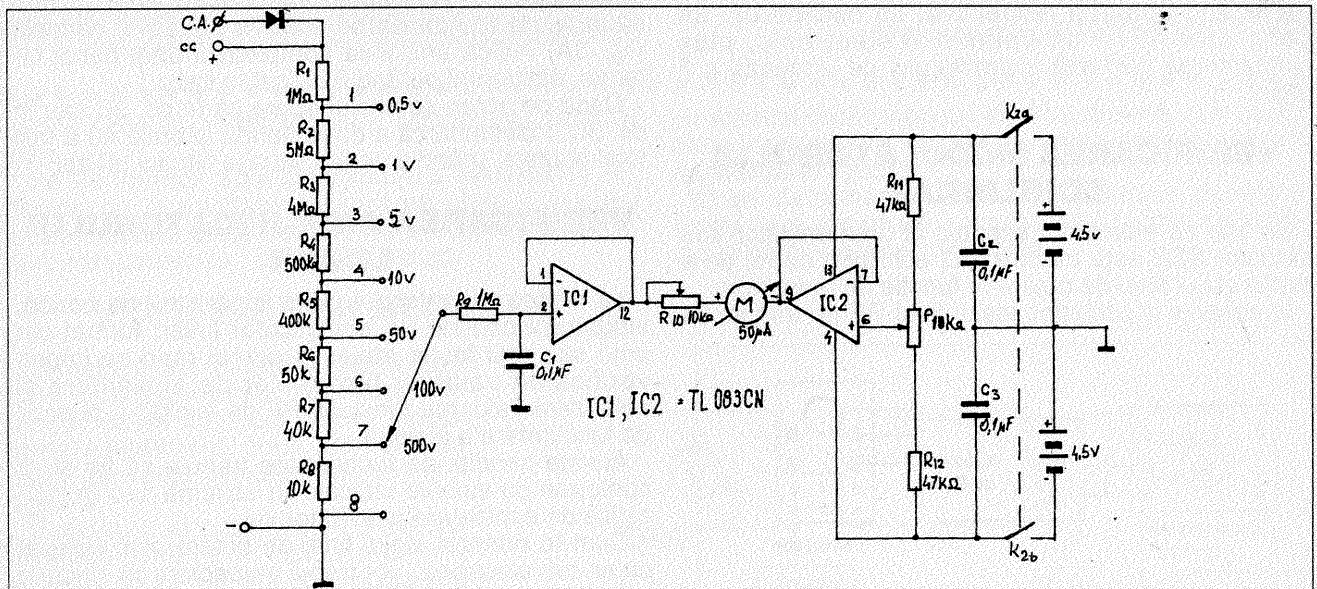 C.A.
cc
+
R1
1MΩ
1
0,5v
R2
5MΩ
2
1v
R3
4MΩ
3
5v
R4
500kΩ
4
10v
R5
400k
5
50v
R6
50k
6
100v
R7
40k
7
500v
R8
10k
8
-
R9 1MΩ
C1
0,1µF
1
-
2
+
IC1
12
R10 10kΩ
+
M
-
50µA
9
IC2
13
7
-
+
6
4
IC1, IC2 = TL083CN
R11
47kΩ
P 10kΩ
R12
47kΩ
C2
0,1µF
C3
0,1µF
K2a
+
4,5v
-
+
4,5v
-
K2b